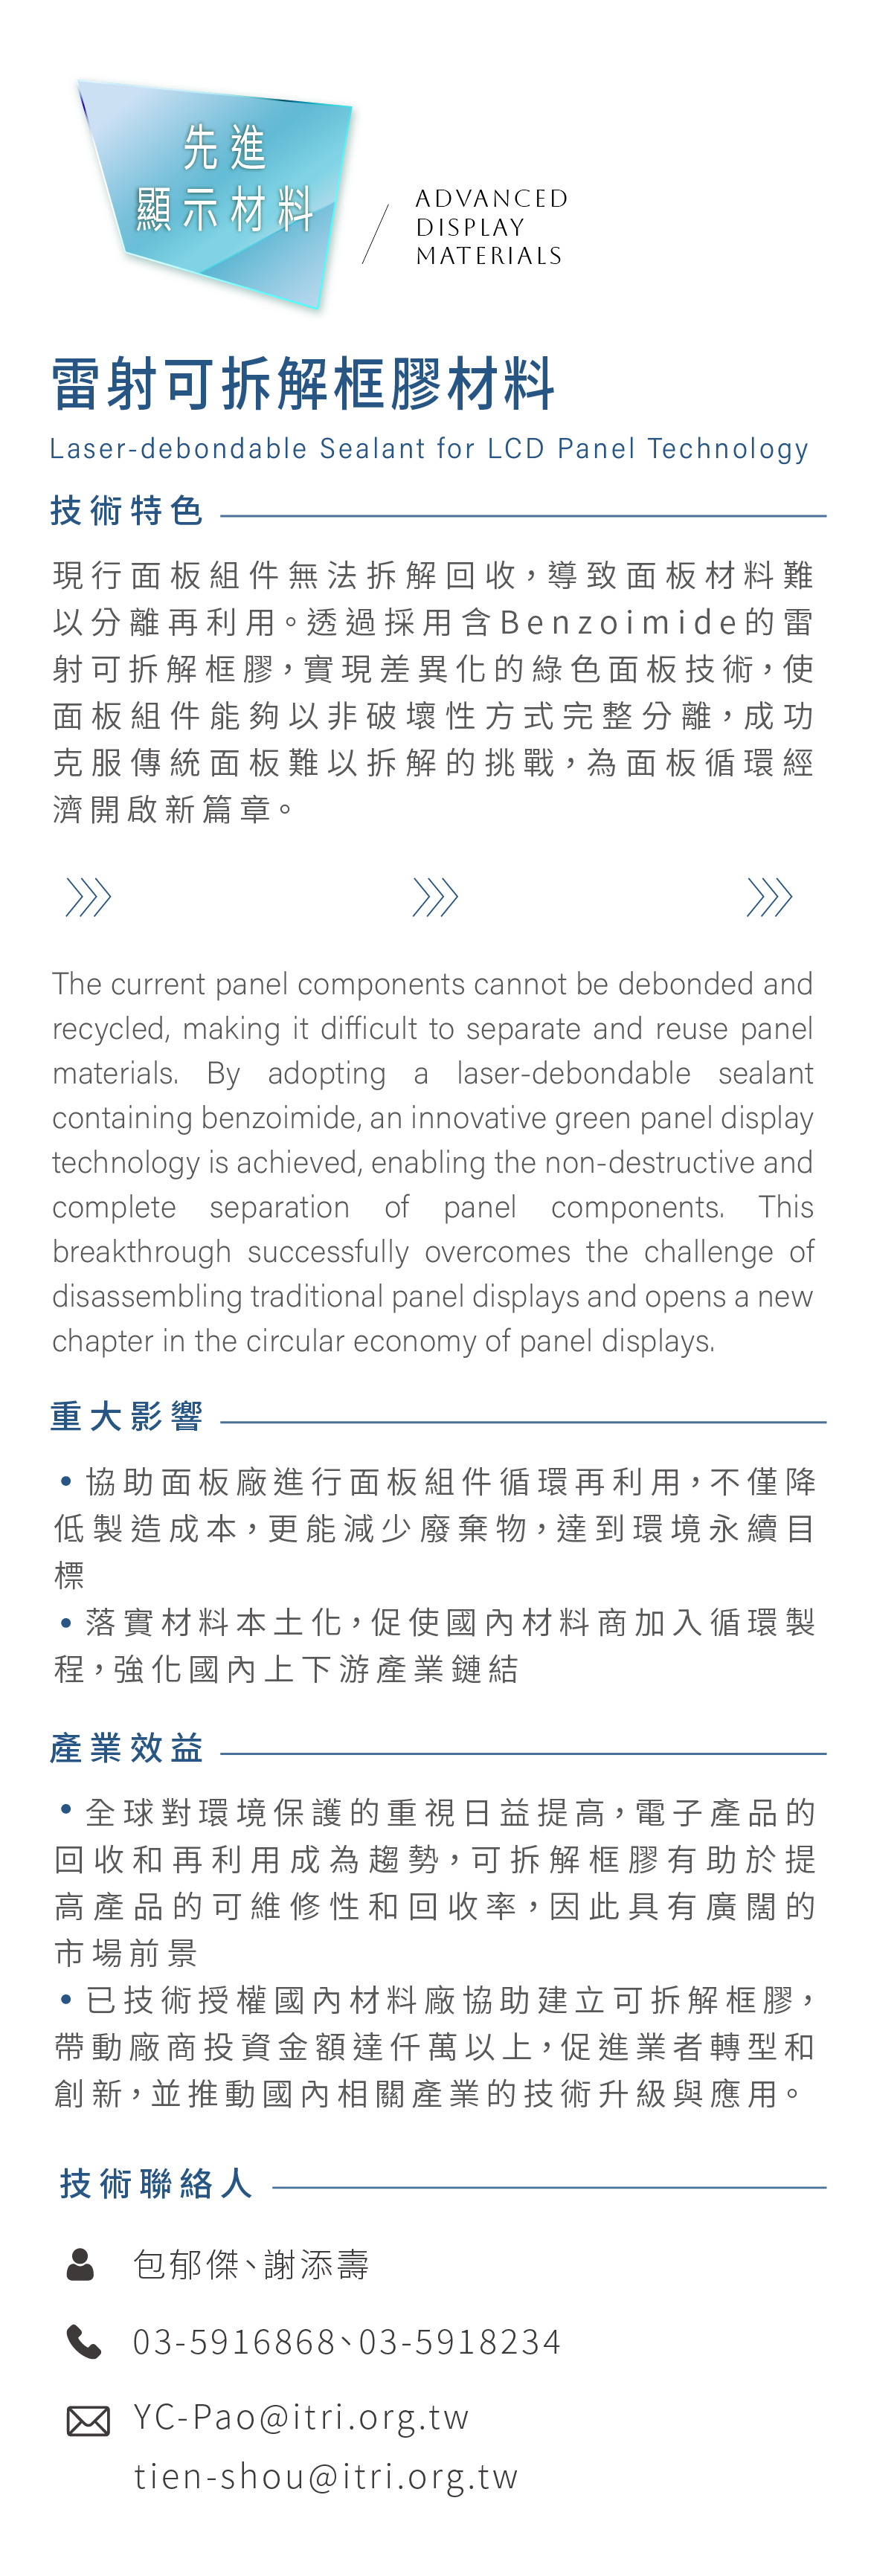 先進
顯示材料
ADVANCED
DISPLAY
MATERIALS
雷射可拆解框膠材料
Laser-debondable Sealant for LCD Panel Technology
技術特色
現行面板組件無法拆解回收，導致面板材料難
以分離再利用。透過採用含Benzoimide的雷
射可拆解框膠，實現差異化的綠色面板技術，使
面板組件能夠以非破壞性方式完整分離，成功
克服傳統面板難以拆解的挑戰，為面板循環經
濟開啟新篇章。
The current panel components cannot be debonded and
recycled, making it difficult to separate and reuse panel
materials. By adopting a laser-debondable sealant
containing benzoimide, an innovative green panel display
technology is achieved, enabling the non-destructive and
complete separation of panel components. This
breakthrough successfully overcomes the challenge of
disassembling traditional panel displays and opens a new
chapter in the circular economy of panel displays.
重大影響
• 協助面板廠進行面板組件循環再利用，不僅降
低製造成本，更能減少廢棄物，達到環境永續目
標
• 落實材料本土化，促使國內材料商加入循環製
程，強化國內上下游產業鏈結
產業效益
• 全球對環境保護的重視日益提高，電子產品的
回收和再利用成為趨勢，可拆解框膠有助於提
高產品的可維修性和回收率，因此具有廣闊的
市場前景
• 已技術授權國內材料廠協助建立可拆解框膠，
帶動廠商投資金額達仟萬以上，促進業者轉型和
創新，並推動國內相關產業的技術升級與應用。
技術聯絡人
包郁傑、謝添壽
03-5916868、03-5918234
YC-Pao@itri.org.tw
tien-shou@itri.org.tw